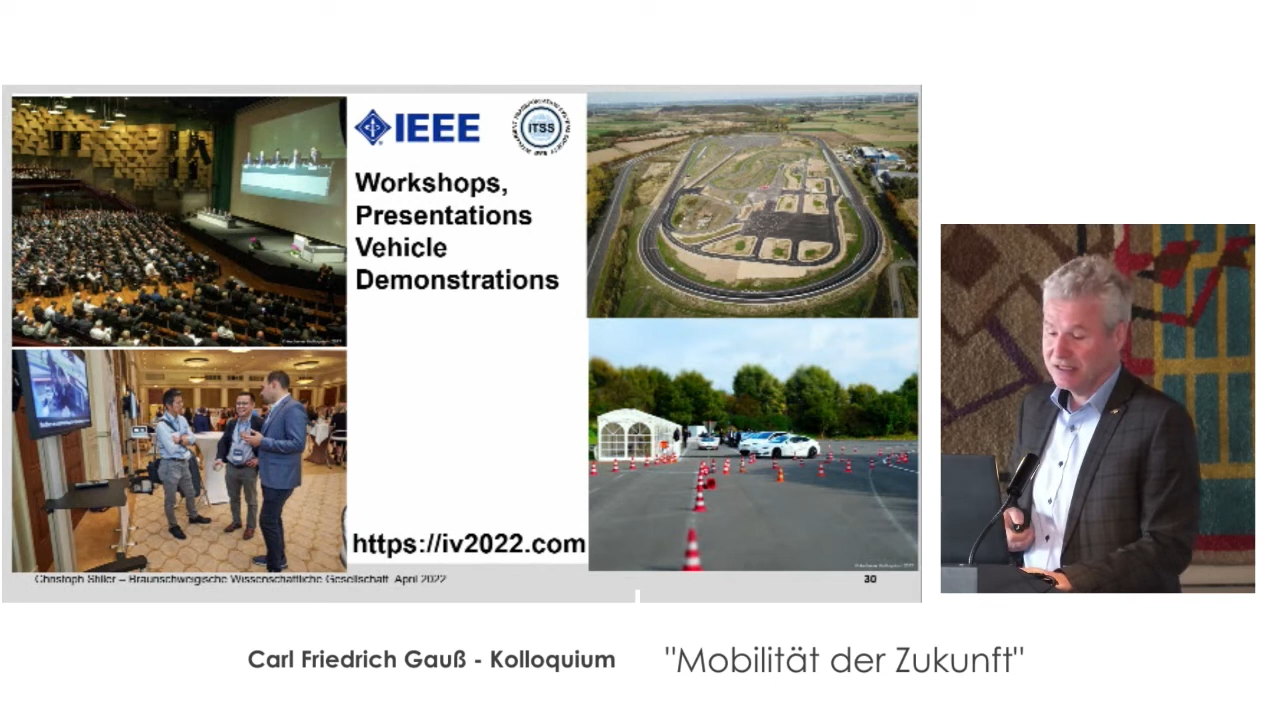 IEEE
ITSS
Workshops,
Presentations
Vehicle
Demonstrations
https://iv2022.com
Christoph Stiller – Braunschweigische Wissenschaftliche Gesellschaft April 2022
30
Carl Friedrich Gauß - Kolloquium
"Mobilität der Zukunft"